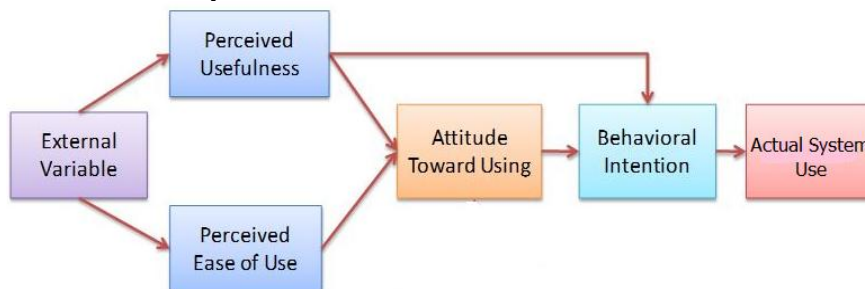 Perceived
Usefulness
External
Variable
Attitude
Toward Using
Behavioral
Intention
Actual System
Use
Perceived
Ease of Use